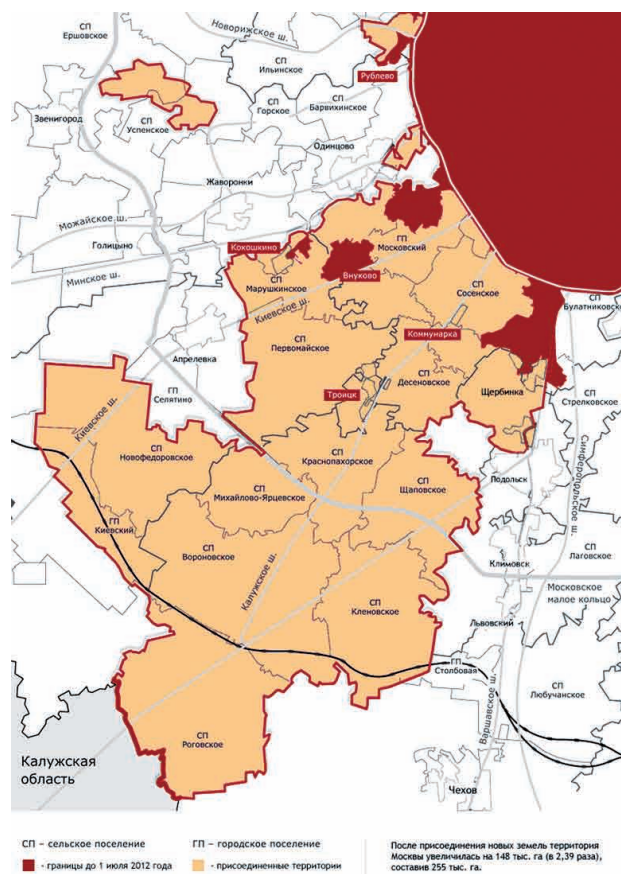 СП
Ершовское
Новорижское ш.
СП
Ильинское
Рублево
Звенигород
СП
Успенское
СП
Горское
СП
Барвихинское
Одинцово
Жаворонки
Можайское ш.
Голицыно
Минское ш.
Кокошкино
ГП
Московский
Внуково
СП
Марушкинское
Киевское ш.
СП
Сосенское
СП
Булатниковское
Коммунарка
СП
Первомайское
Апрелевка
ГП
Селятино
Троицк
СП
Десеновское
Щербинка
СП
Стрелковское
Киевское ш.
СП
Новофедоровское
СП
Краснопахорское
СП
Михайлово-Ярцевское
СП
Щаповское
Подольск
Симферопольское ш.
ГП
Киевский
СП
Вороновское
Калужское ш.
Климовск
СП
Лаговское
Московское
малое кольцо
СП
Кленовское
Львовский
ГП
Столбовая
Варшавское ш.
СП
Любучанское
СП
Роговское
Калужская
область
Чехов
СП – сельское поселение
ГП – городское поселение
- границы до 1 июля 2012 года
- присоединенные территории
После присоединения новых земель территория
Москвы увеличилась на 148 тыс. га (в 2,39 раза),
составив 255 тыс. га.